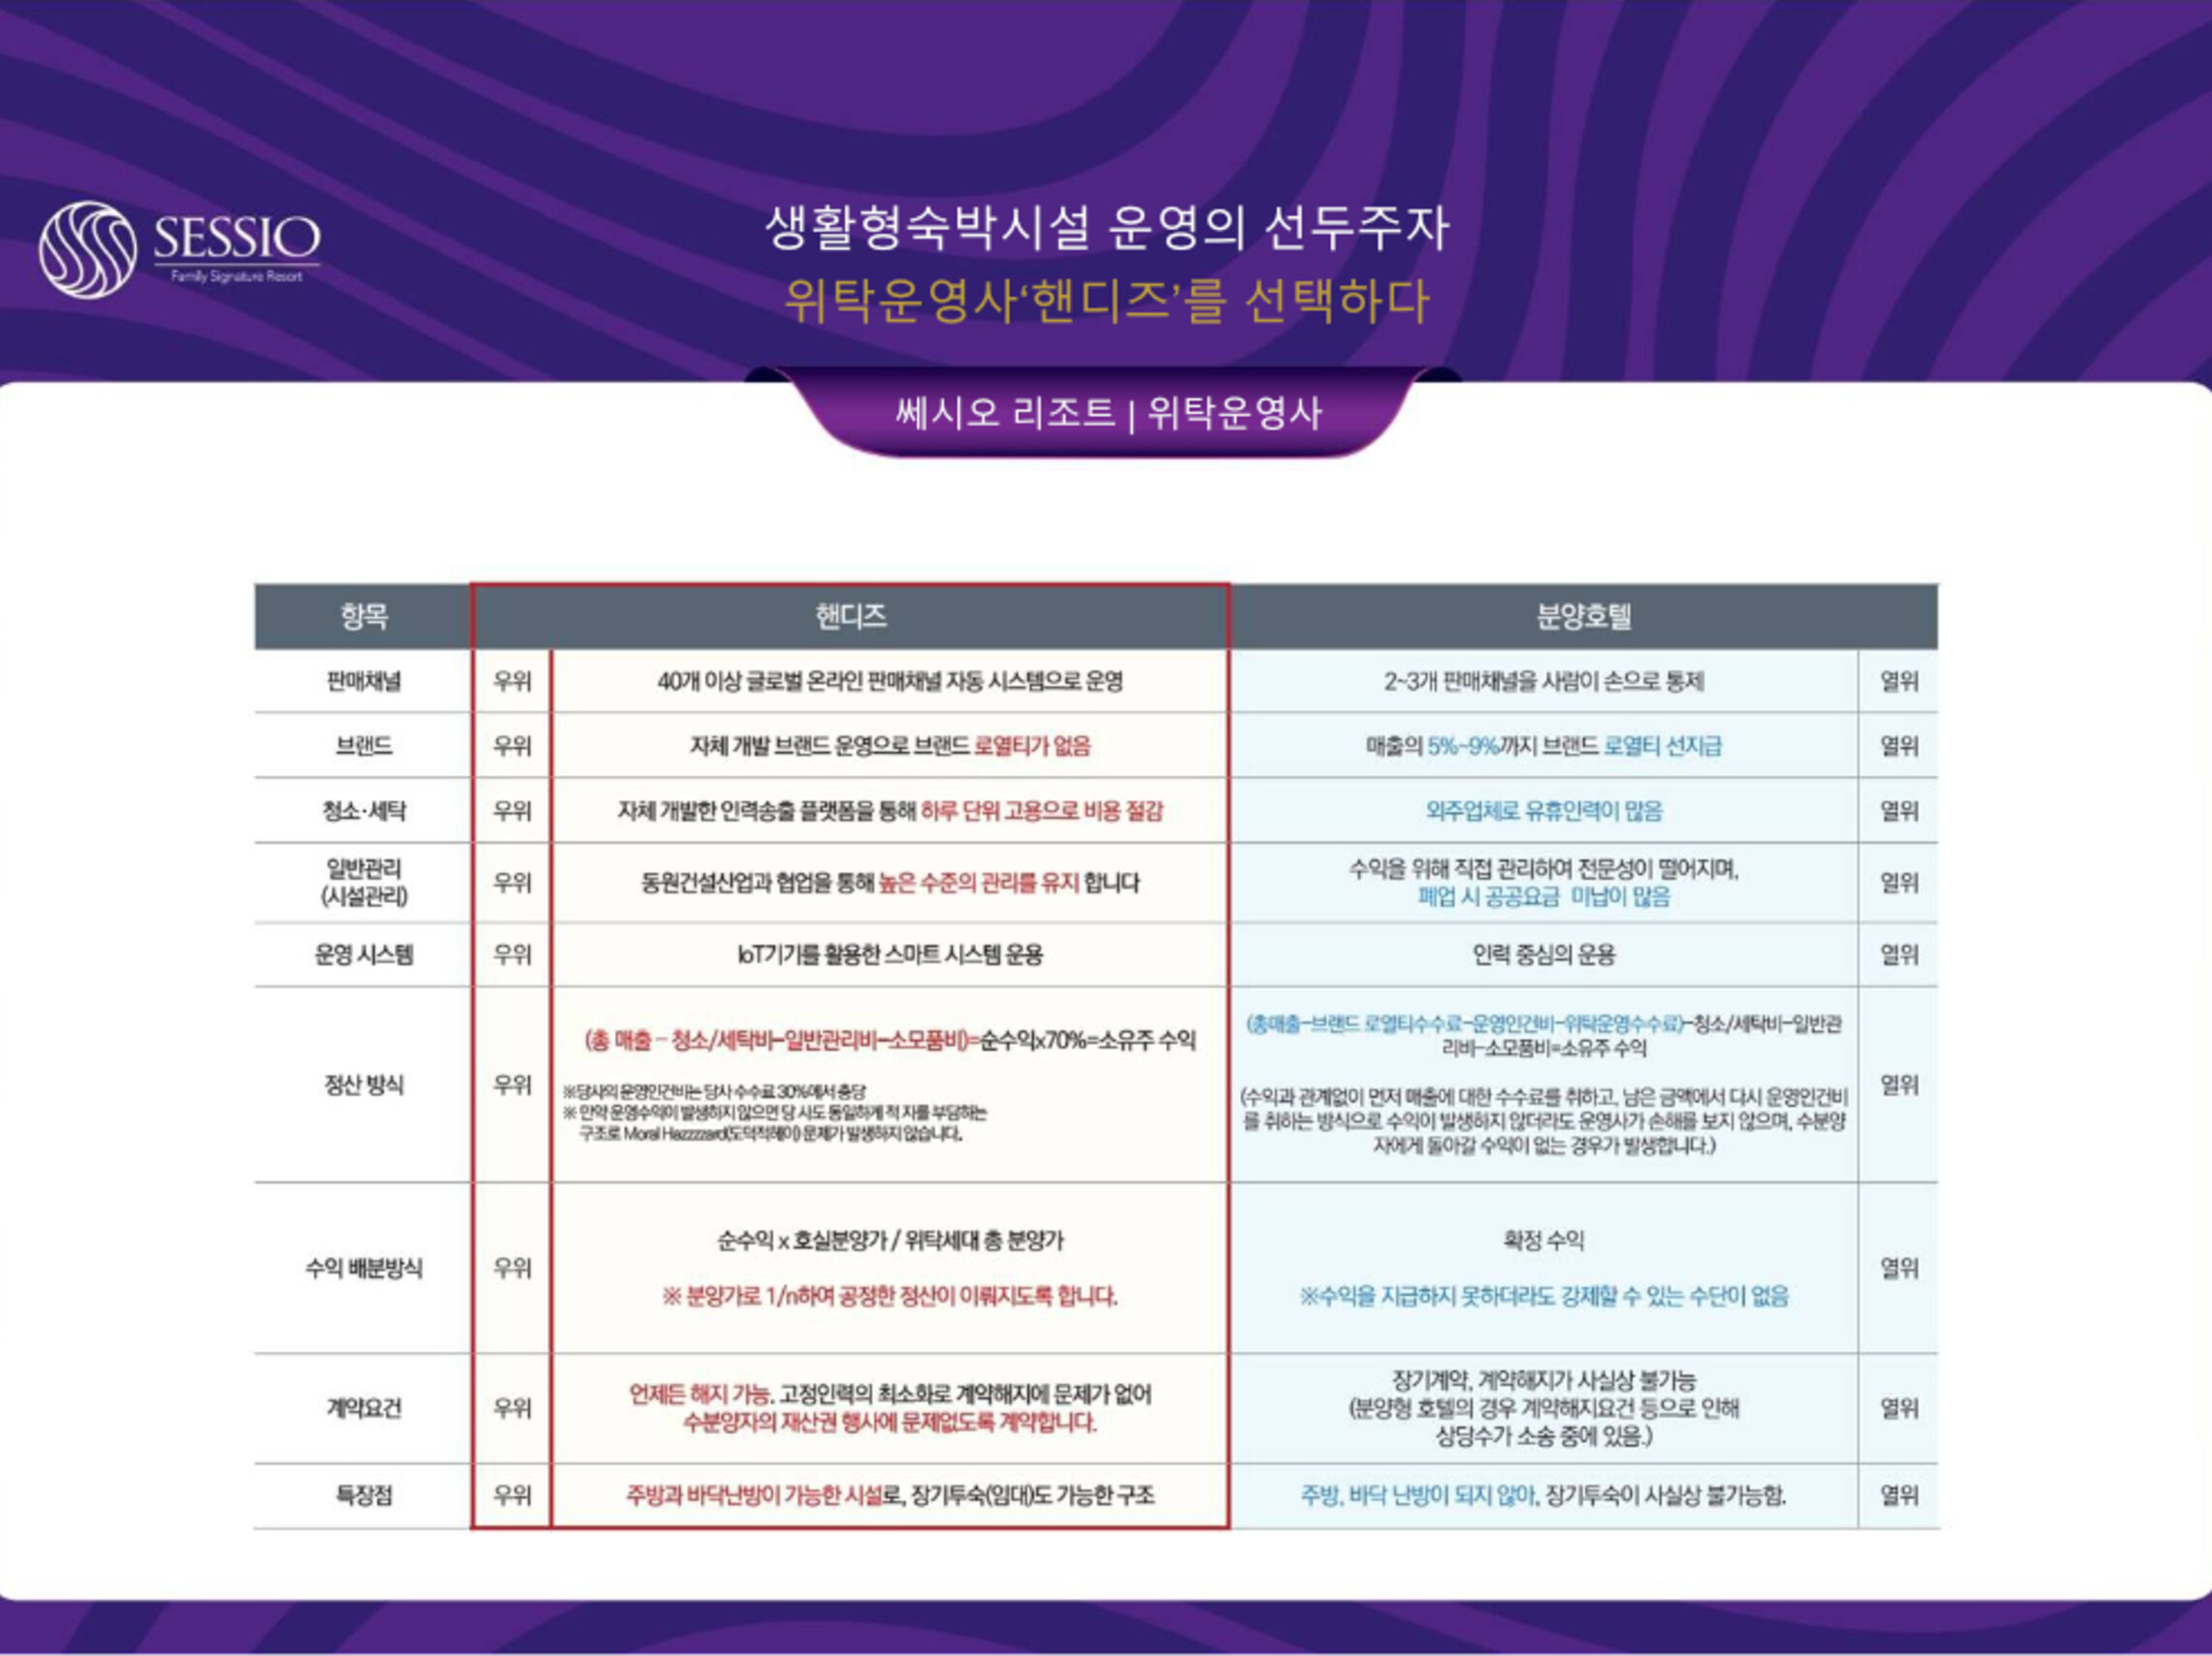 SESSIO
Family Signature Resort
생활형숙박시설 운영의 선두주자
위탁운영사‘핸디즈’를 선택하다
쎄시오 리조트 | 위탁운영사
항목 핸디즈 분양호텔
판매채널 우위 40개 이상 글로벌 온라인 판매채널 자동 시스템으로 운영 2~3개 판매채널을 사람이 손으로 통제 열위
브랜드 우위 자체 개발 브랜드 운영으로 브랜드 로열티가 없음 매출의 5%~9%까지 브랜드 로열티 선지급 열위
청소·세탁 우위 자체 개발한 인력송출 플랫폼을 통해 하루 단위 고용으로 비용 절감 외주업체로 유휴인력이 많음 열위
일반관리
(시설관리) 우위 동원건설산업과 협업을 통해 높은 수준의 관리를 유지 합니다 수익을 위해 직접 관리하여 전문성이 떨어지며,
폐업 시 공공요금 미납이 많음 열위
운영 시스템 우위 IoT기기를 활용한 스마트 시스템 운용 인력 중심의 운용 열위
정산 방식 우위
(총 매출 – 청소/세탁비–일반관리비–소모품비)=순수익x70%=소유주 수익
※당사의 운영인건비는 당사 수수료 30%에서 충당
※ 만약 운영수익이 발생하지 않으면 당 사도 동일하게 적 자를 부담하는
구조로 Moral Hazzzzard(도덕적헤이) 문제가 발생하지 않습니다.
(총매출–브랜드 로열티수수료–운영인건비–위탁운영수수료)–청소/세탁비–일반관
리비–소모품비=소유주 수익
(수익과 관계없이 먼저 매출에 대한 수수료를 취하고, 남은 금액에서 다시 운영인건비
를 취하는 방식으로 수익이 발생하지 않더라도 운영사가 손해를 보지 않으며, 수분양
자에게 돌아갈 수익이 없는 경우가 발생합니다.)
열위
수익 배분방식 우위
순수익 x 호실분양가 / 위탁세대 총 분양가
※ 분양가로 1/n하여 공정한 정산이 이뤄지도록 합니다.
확정 수익
※수익을 지급하지 못하더라도 강제할 수 있는 수단이 없음
열위
계약요건 우위
언제든 해지 가능. 고정인력의 최소화로 계약해지에 문제가 없어
수분양자의 재산권 행사에 문제없도록 계약합니다.
장기계약, 계약해지가 사실상 불가능
(분양형 호텔의 경우 계약해지요건 등으로 인해
상당수가 소송 중에 있음.)
열위
특장점 우위 주방과 바닥난방이 가능한 시설로, 장기투숙(임대)도 가능한 구조 주방, 바닥 난방이 되지 않아, 장기투숙이 사실상 불가능함. 열위